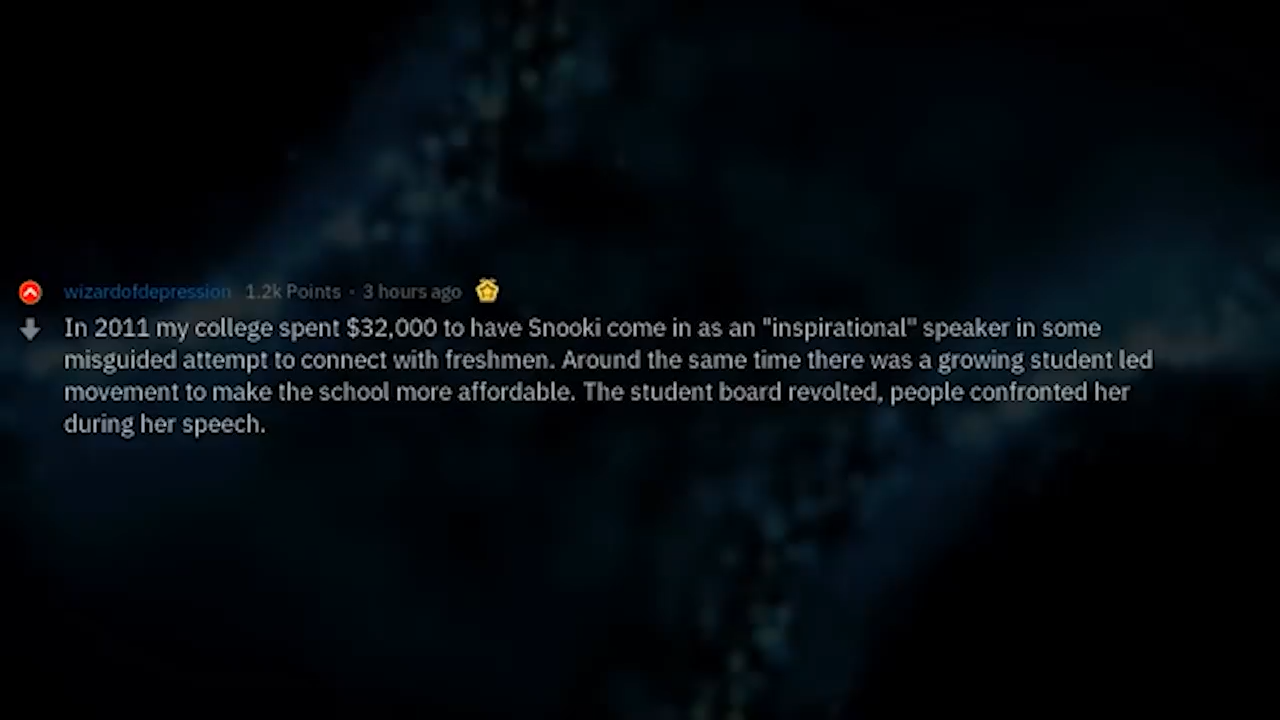 wizardofdepression 1.2k Points · 3 hours ago
In 2011 my college spent $32,000 to have Snooki come in as an "inspirational" speaker in some
misguided attempt to connect with freshmen. Around the same time there was a growing student led
movement to make the school more affordable. The student board revolted, people confronted her
during her speech.